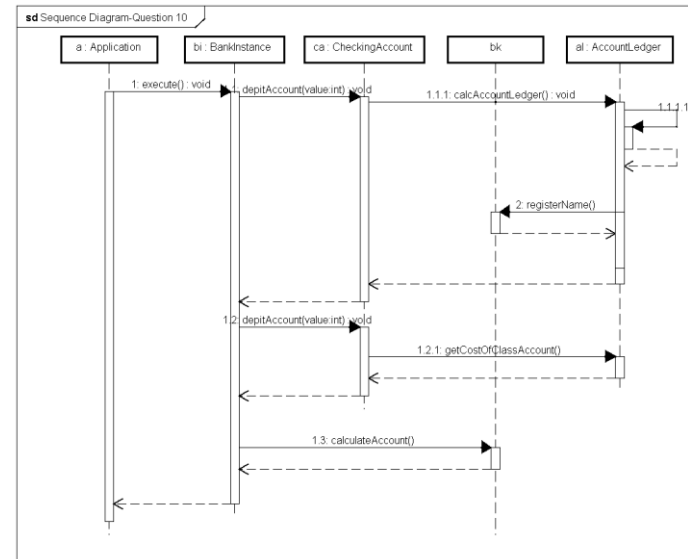 sd Sequence Diagram-Question 10
a : Application
bi : BankInstance
ca : CheckingAccount
bk
al : AccountLedger
1: execute() : void
depitAccount(value:int) : void
1.1.1: calcAccountLedger() : void
1.1.1.1
2: registerName()
1.2: depitAccount(value:int) : void
1.2.1: getCostOfClassAccount()
1.3: calculateAccount()